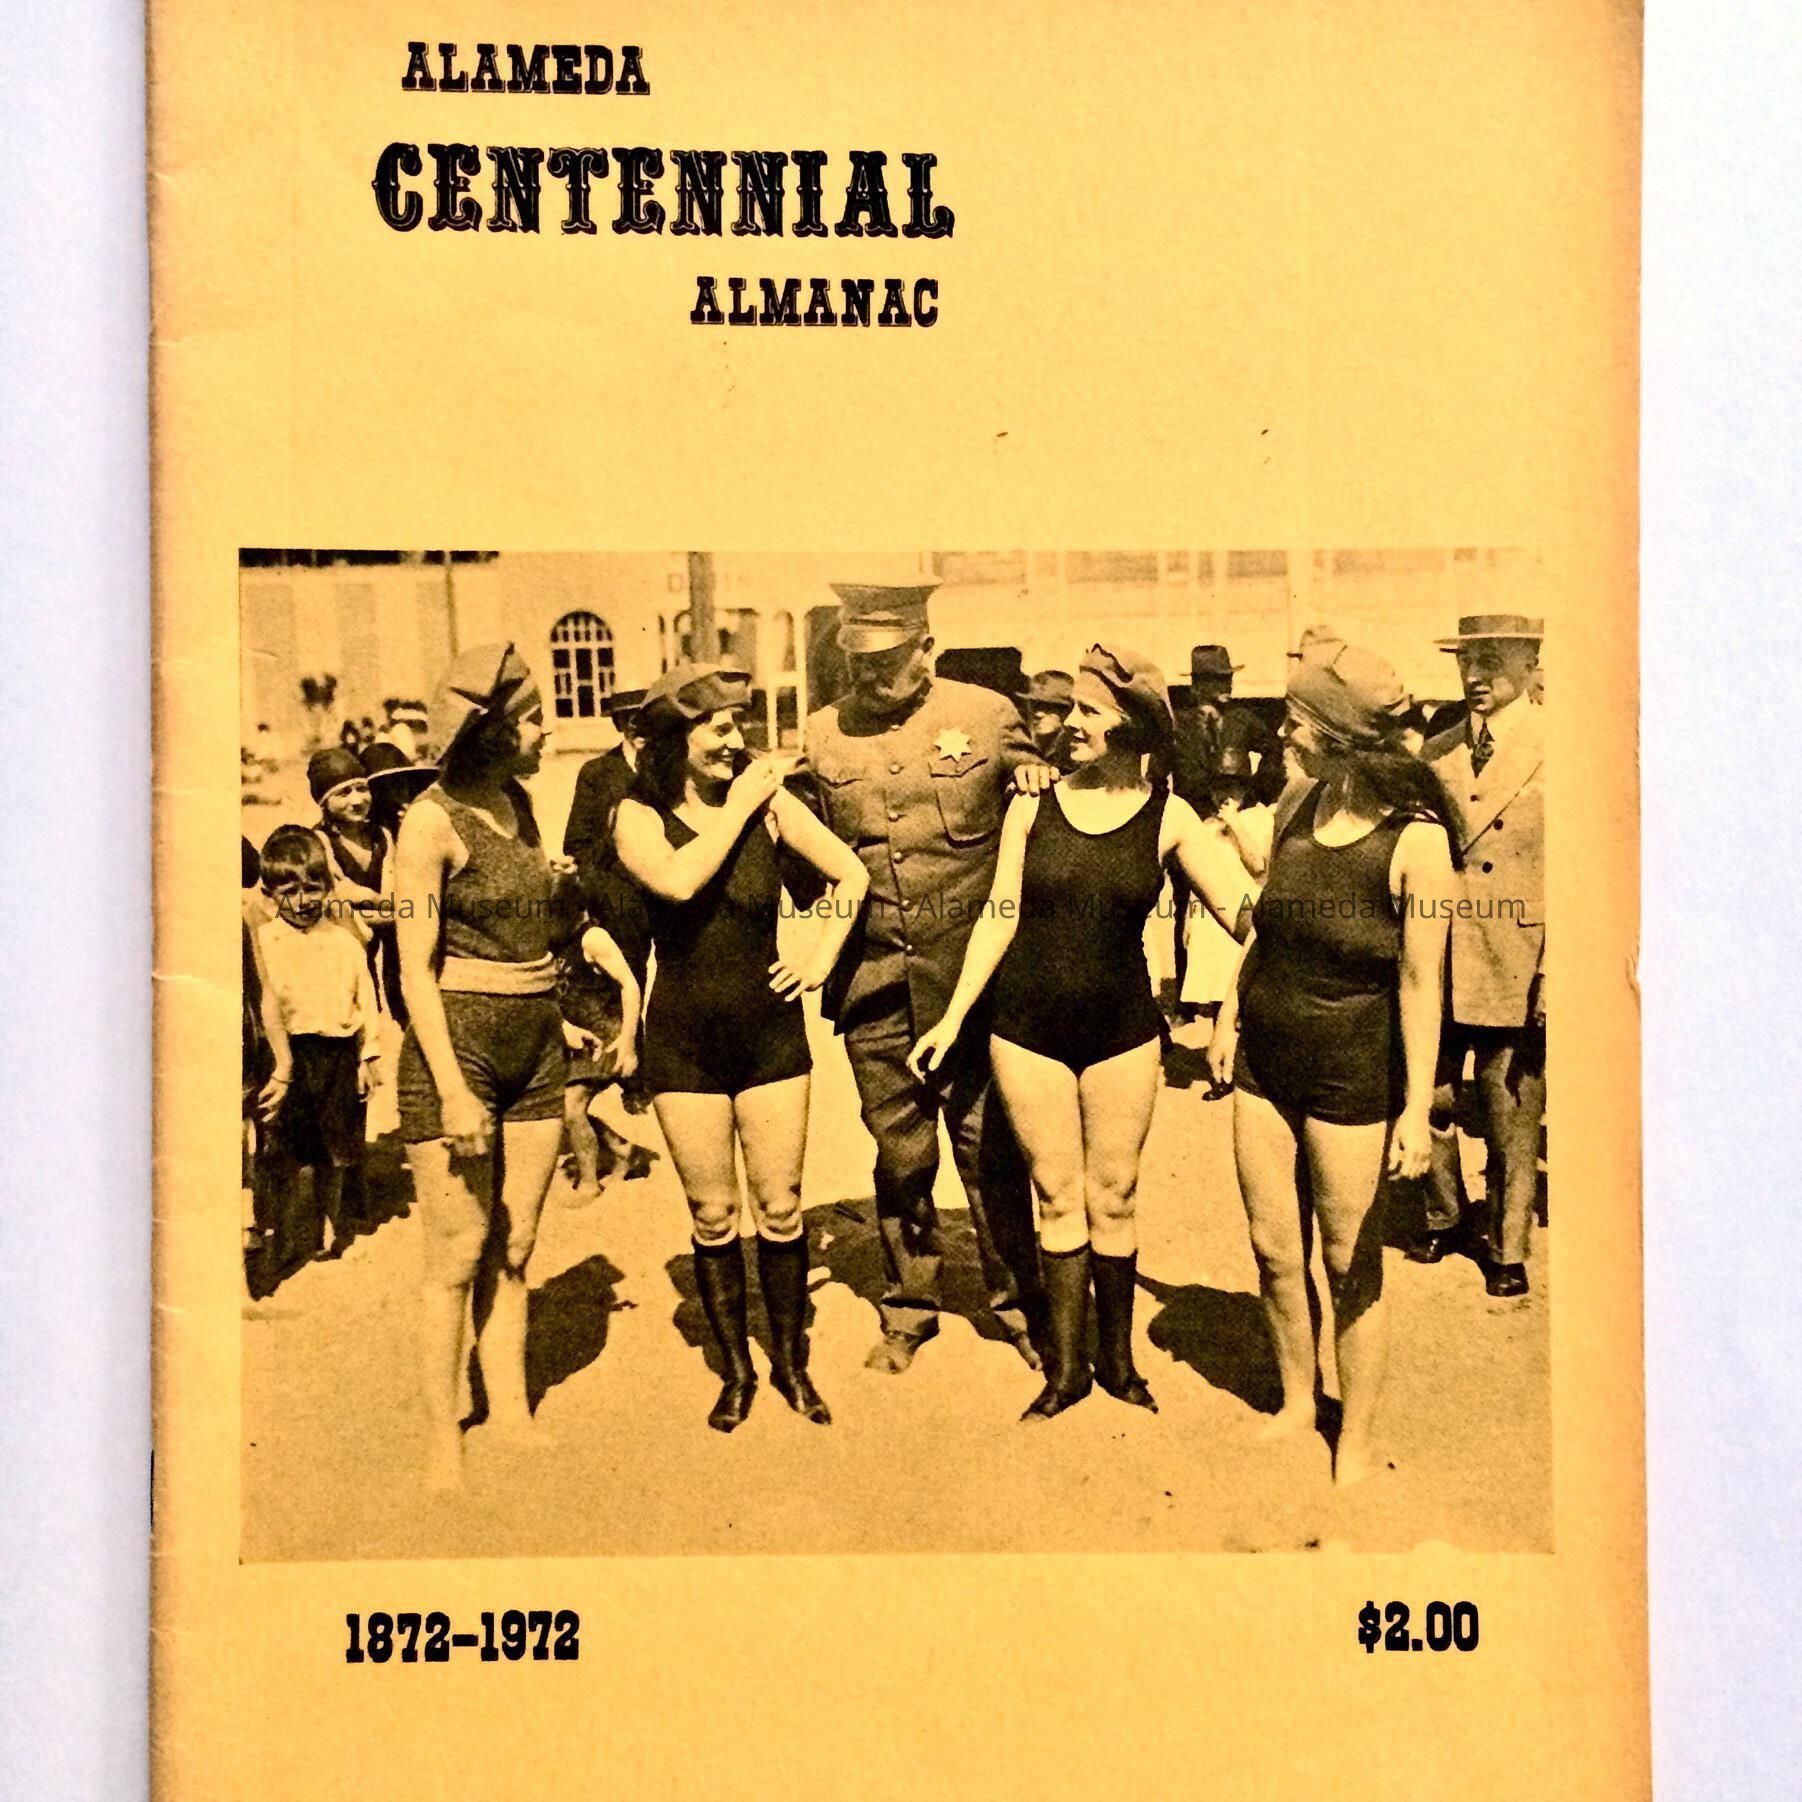 ALAMEDA
CENTENNIAL
ALMANAC
Alameda Museum - Alameda Museum - Alameda Museum - Alameda Museum
1872-1972
$2.00